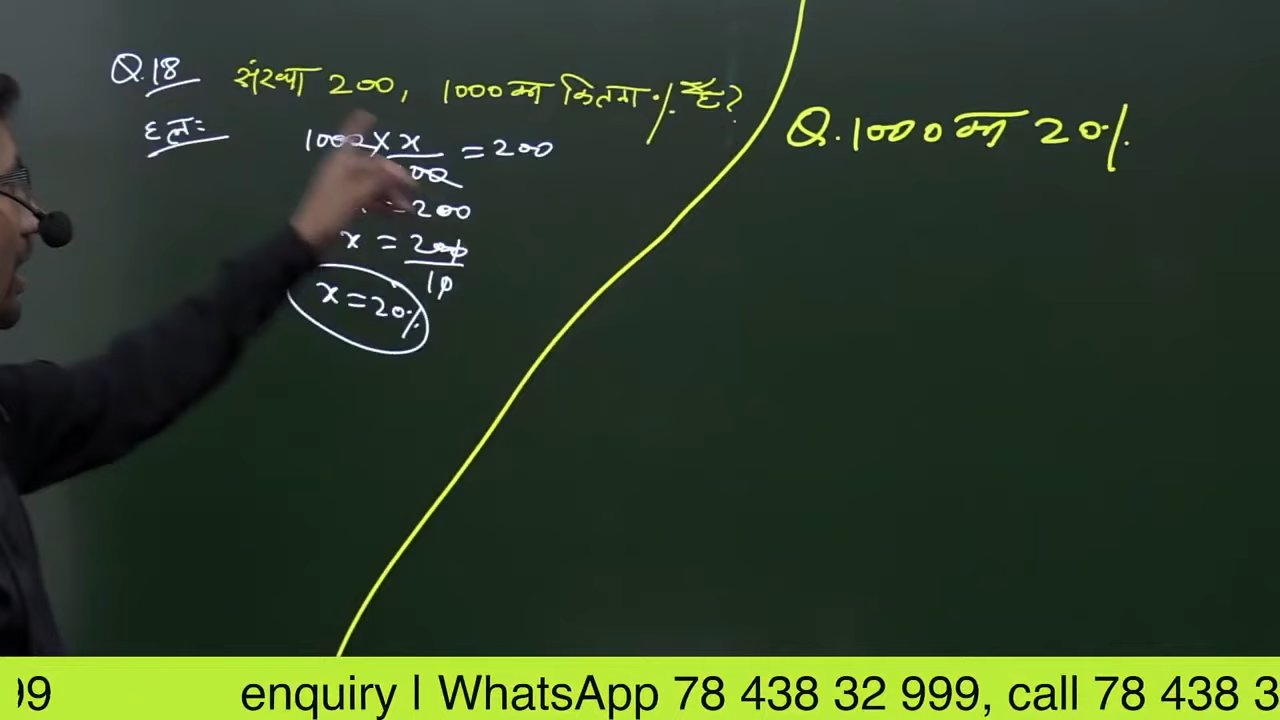 Q.18 संख्या 200, 1000 का कितना % है?
हल:
1000 × x = 200
= 200
x = 200
10
x = 20%
Q. 1000 का 20%
99 enquiry | WhatsApp 78 438 32 999, call 78 438 3